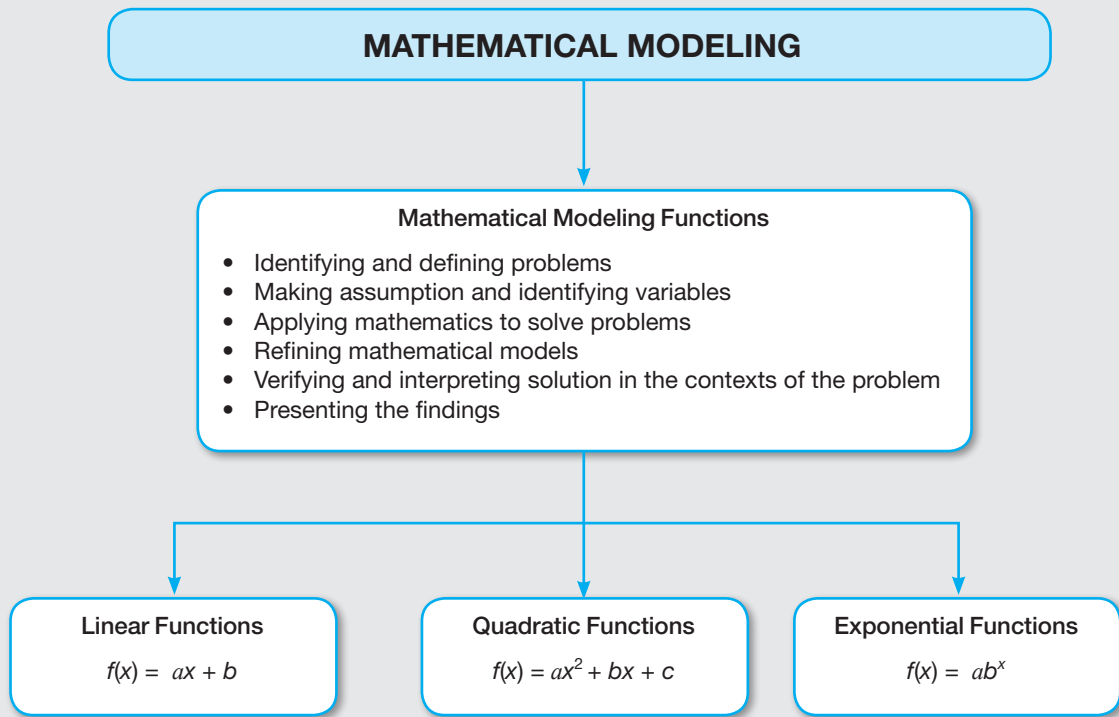 MATHEMATICAL MODELING
Mathematical Modeling Functions
• Identifying and defining problems
• Making assumption and identifying variables
• Applying mathematics to solve problems
• Refining mathematical models
• Verifying and interpreting solution in the contexts of the problem
• Presenting the findings
Linear Functions
f(x) = ax + b
Quadratic Functions
f(x) = ax² + bx + c
Exponential Functions
f(x) = abˣ